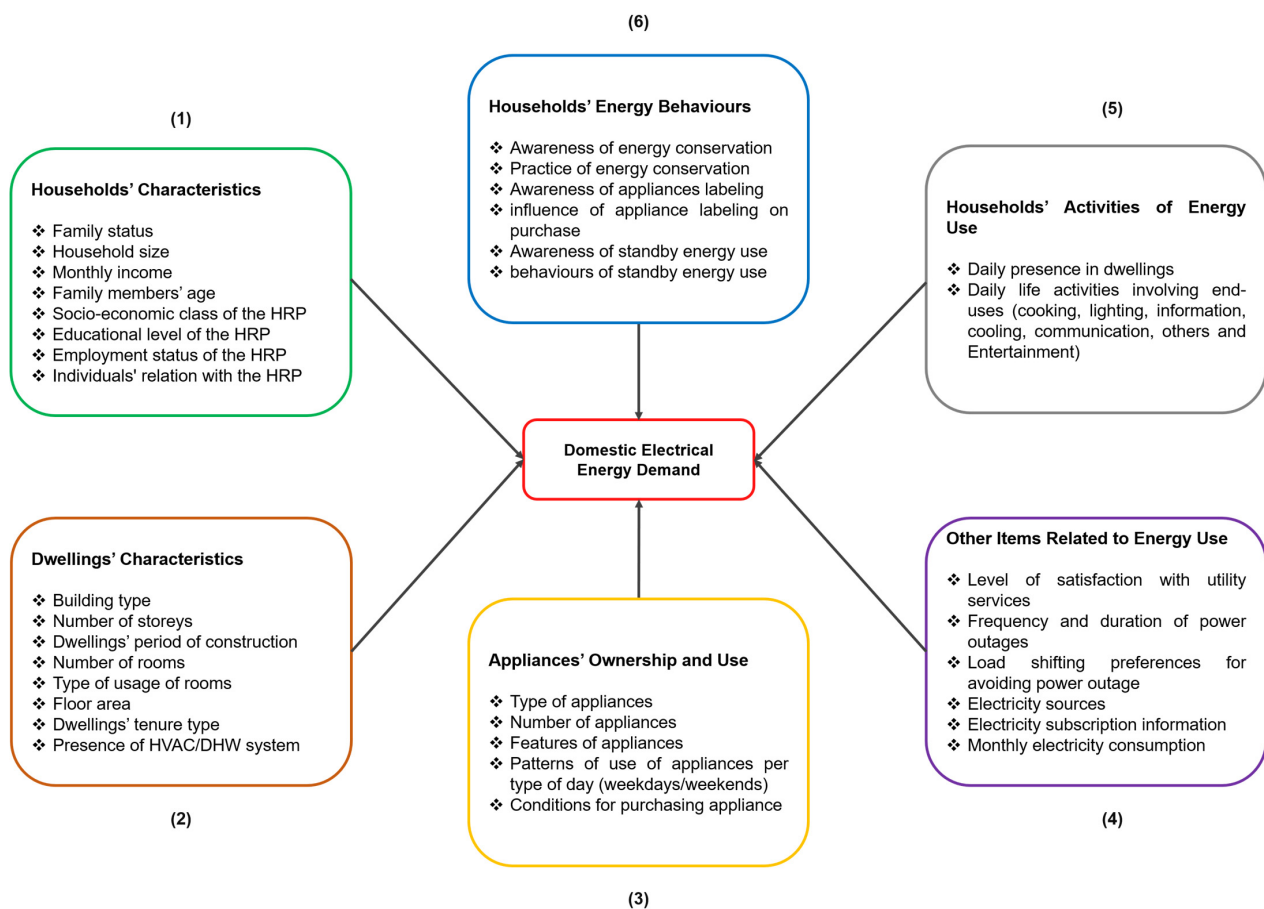 (6)
Households' Energy Behaviours
❖ Awareness of energy conservation
❖ Practice of energy conservation
❖ Awareness of appliances labeling
❖ influence of appliance labeling on
purchase
❖ Awareness of standby energy use
❖ behaviours of standby energy use
(1)
Households' Characteristics
❖ Family status
❖ Household size
❖ Monthly income
❖ Family members' age
❖ Socio-economic class of the HRP
❖ Educational level of the HRP
❖ Employment status of the HRP
❖ Individuals' relation with the HRP
(5)
Households' Activities of Energy
Use
❖ Daily presence in dwellings
❖ Daily life activities involving end-
uses (cooking, lighting, information,
cooling, communication, others and
Entertainment)
Domestic Electrical
Energy Demand
Dwellings' Characteristics
❖ Building type
❖ Number of storeys
❖ Dwellings' period of construction
❖ Number of rooms
❖ Type of usage of rooms
❖ Floor area
❖ Dwellings' tenure type
❖ Presence of HVAC/DHW system
(2)
Appliances' Ownership and Use
❖ Type of appliances
❖ Number of appliances
❖ Features of appliances
❖ Patterns of use of appliances per
type of day (weekdays/weekends)
❖ Conditions for purchasing appliance
(3)
Other Items Related to Energy Use
❖ Level of satisfaction with utility
services
❖ Frequency and duration of power
outages
❖ Load shifting preferences for
avoiding power outage
❖ Electricity sources
❖ Electricity subscription information
❖ Monthly electricity consumption
(4)